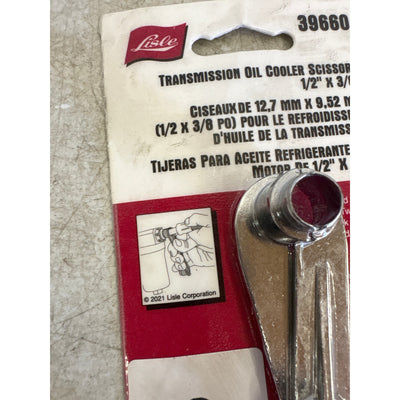 Lisle
39660
TRANSMISSION OIL COOLER SCISSOR
1/2" X 3/
CISEAUX DE 12,7 MM X 9,52 M
(1/2 X 3/8 PO) POUR LE REFROIDISS
D'HUILE DE LA TRANSMISS
TIJERAS PARA ACEITE REFRIGERANTE
MOTOR DE 1/2" X
© 2021 Lisle Corporation